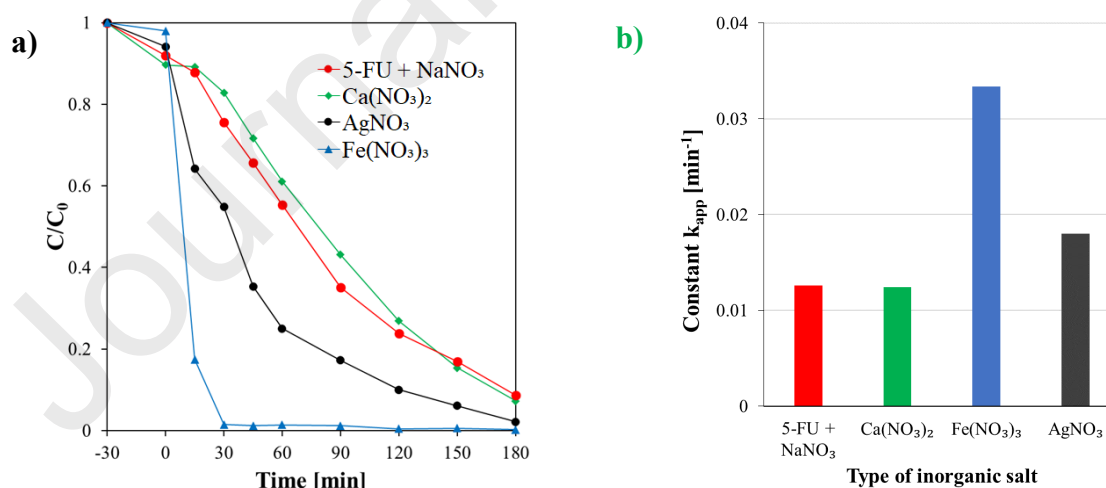 a)
1
0.8
0.6
0.4
0.2
0
C/C₀
5-FU + NaNO₃
Ca(NO₃)₂
AgNO₃
Fe(NO₃)₃
-30 0 30 60 90 120 150 180
Time [min]
Journa
b)
0.04
0.03
0.02
0.01
0
Constant kapp [min⁻¹]
5-FU + NaNO₃
Ca(NO₃)₂
Fe(NO₃)₃
AgNO₃
Type of inorganic salt